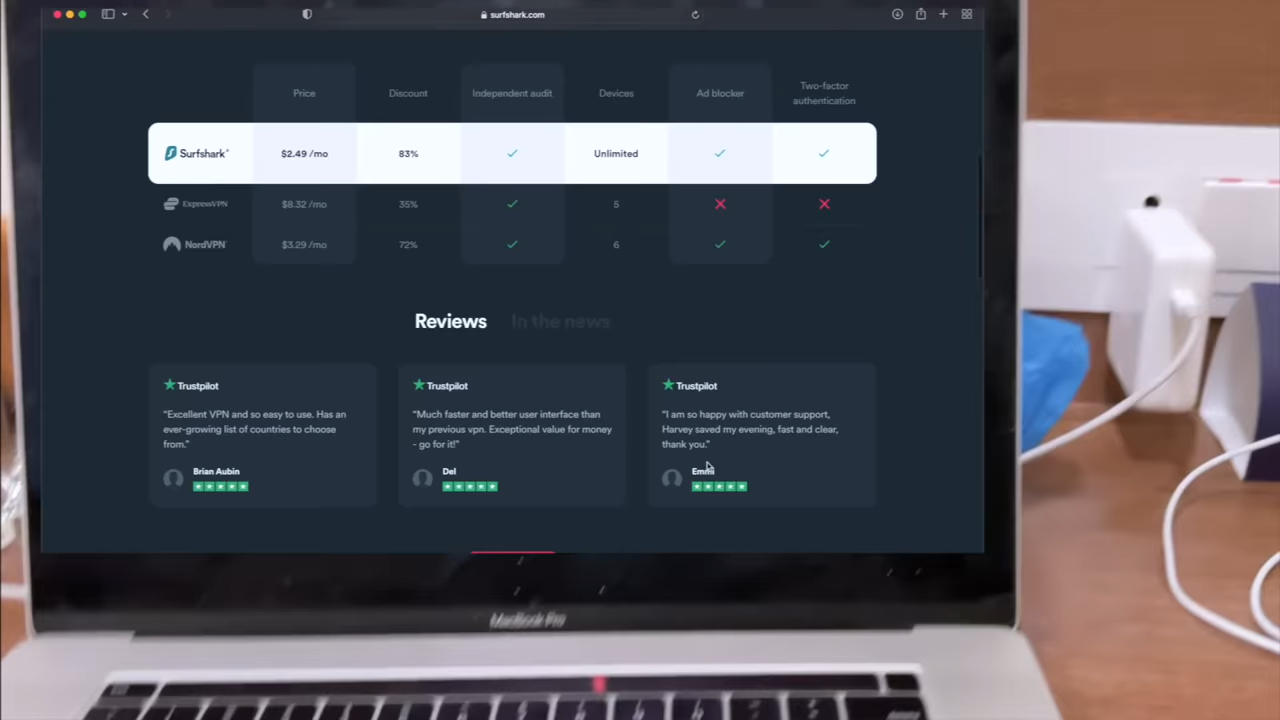 surfshark.com
Price Discount Independent audit Devices Ad blocker Two-factor
authentication
Surfshark $2.49 /mo 83% Unlimited
ExpressVPN $8.32 /mo 35% 5
NordVPN $3.29 /mo 72% 6
Reviews In the news
Trustpilot
"Excellent VPN and so easy to use. Has an
ever-growing list of countries to choose
from."
Brian Aubin
Trustpilot
"Much faster and better user interface than
my previous vpn. Exceptional value for money
- go for it!"
Del
Trustpilot
"I am so happy with customer support,
Harvey saved my evening, fast and clear,
thank you."
MacBook Pro